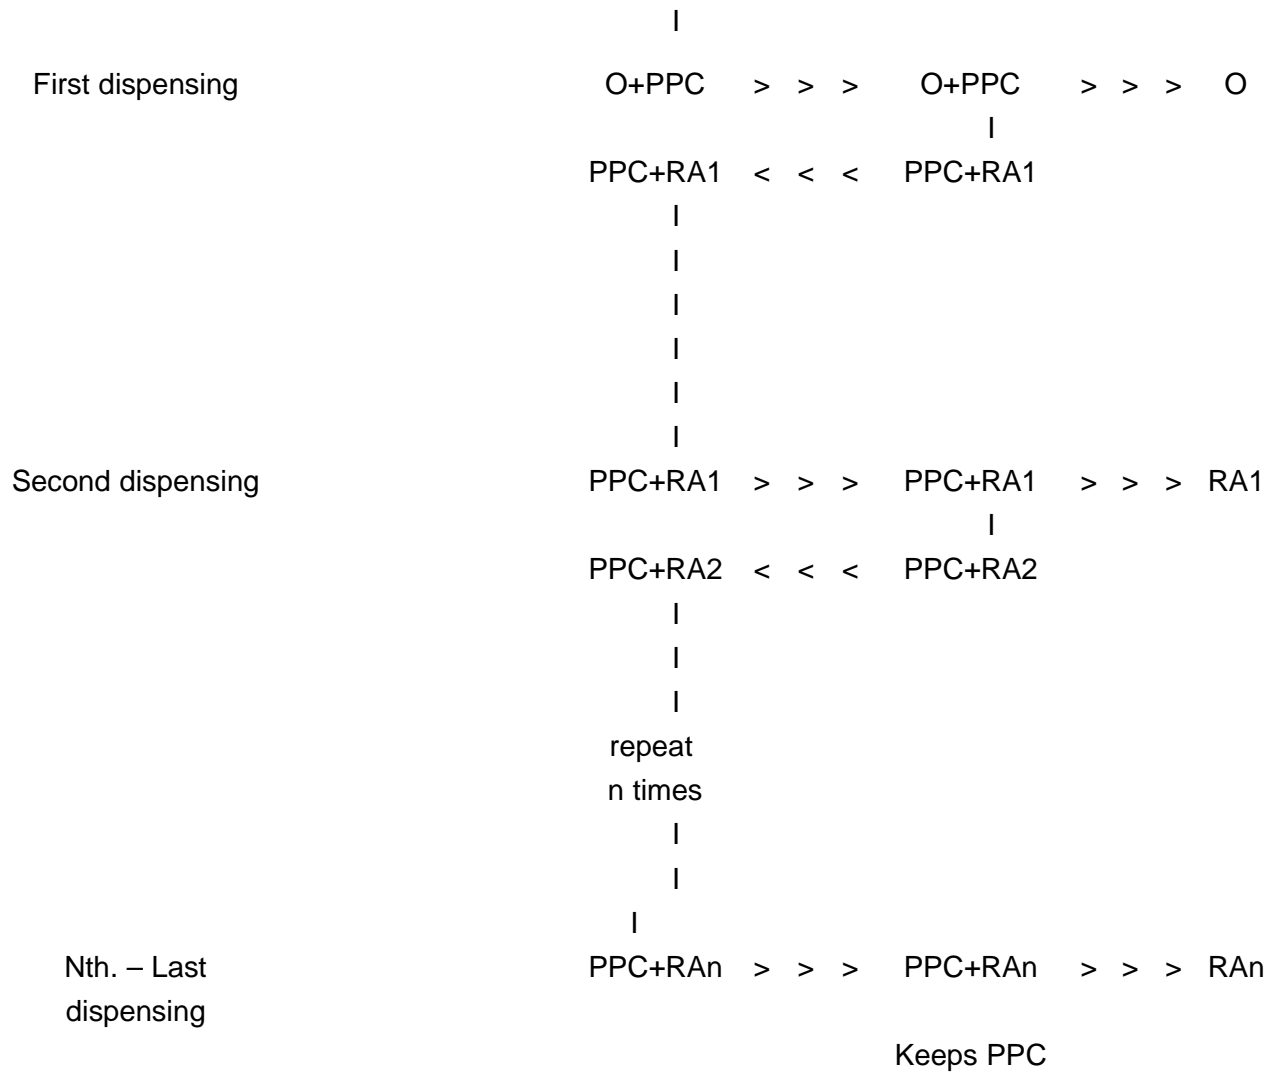 I
First dispensing O+PPC > > > O+PPC > > > O
I
PPC+RA1 < < < PPC+RA1
I
I
I
I
I
I
Second dispensing PPC+RA1 > > > PPC+RA1 > > > RA1
I
PPC+RA2 < < < PPC+RA2
I
I
I
repeat
n times
I
I
I
Nth. – Last PPC+RAn > > > PPC+RAn > > > RAn
dispensing
Keeps PPC